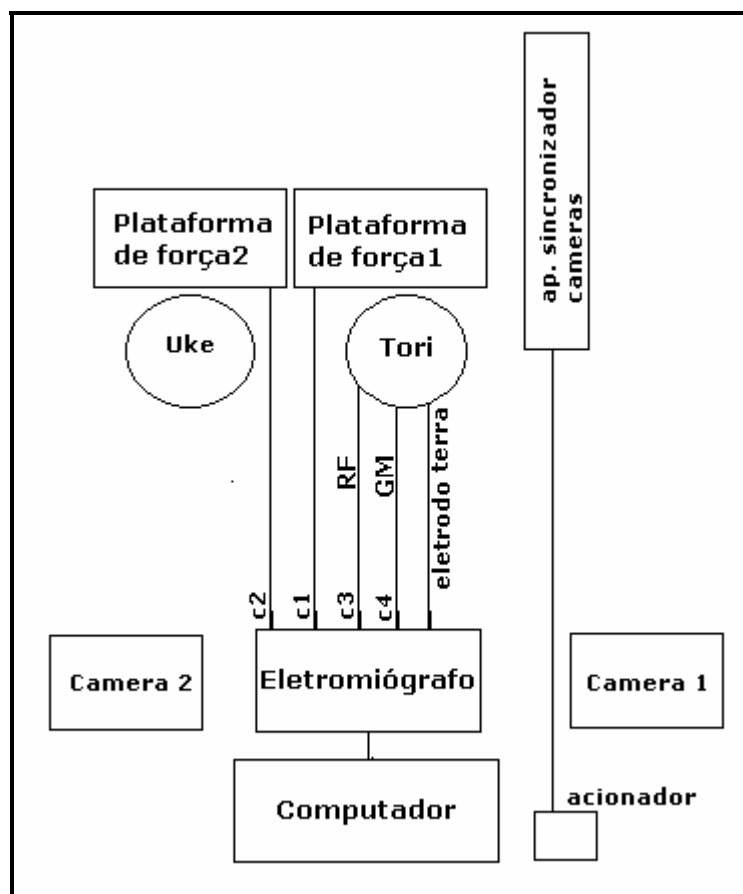 ap. sincronizador
cameras
Plataforma
de força2
Plataforma
de força1
Uke
Tori
RF
GM
eletrodo terra
c2
c1
c3
c4
Camera 2
Eletromiógrafo
Camera 1
Computador
acionador